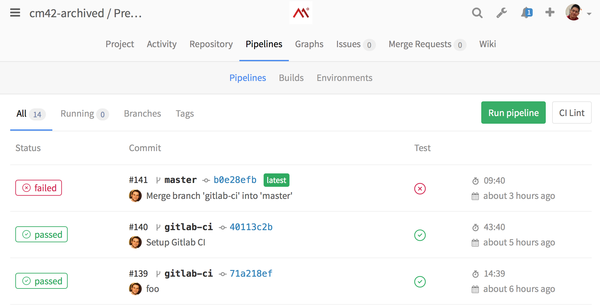 cm42-archived / Pre...
1
Project Activity Repository Pipelines Graphs Issues 0 Merge Requests 0 Wiki
Pipelines Builds Environments
All 14 Running 0 Branches Tags Run pipeline CI Lint
Status Commit Test
failed #141 master b0e28efb latest 09:40
Merge branch 'gitlab-ci' into 'master' about 3 hours ago
passed #140 gitlab-ci 40113c2b 43:40
Setup Gitlab CI about 5 hours ago
passed #139 gitlab-ci 71a218ef 14:39
foo about 6 hours ago